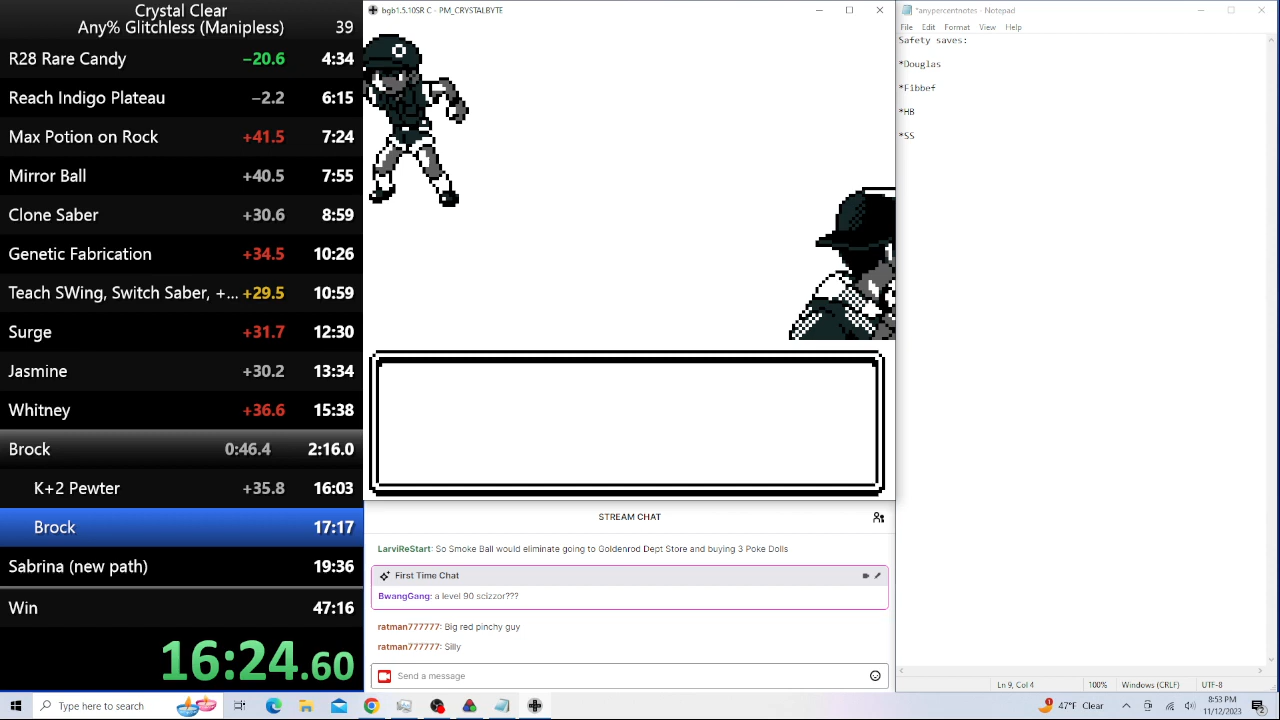 Crystal Clear
Any% Glitchless (Manipless) 39
R28 Rare Candy −20.6 4:34
Reach Indigo Plateau −2.2 6:15
Max Potion on Rock +41.5 7:24
Mirror Ball +40.5 7:55
Clone Saber +30.6 8:59
Genetic Fabrication +34.5 10:26
Teach SWing, Switch Saber, +... +29.5 10:59
Surge +31.7 12:30
Jasmine +30.2 13:34
Whitney +36.6 15:38
Brock 0:46.4 2:16.0
K+2 Pewter +35.8 16:03
Brock 17:17
Sabrina (new path) 19:36
Win 47:16
16:24.60
bgb1.5.10SR C - PM_CRYSTALBYTE
STREAM CHAT
LarviReStart: So Smoke Ball would eliminate going to Goldenrod Dept Store and buying 3 Poke Dolls
First Time Chat
BwangGang: a level 90 scizzor???
ratman777777: Big red pinchy guy
ratman777777: Silly
Send a message
*anypercentnotes - Notepad
File Edit Format View Help
Safety saves:
*Douglas
*Fibbef
*HB
*SS
Ln 9, Col 4 100% Windows (CRLF) UTF-8
Type here to search
47°F Clear
8:53 PM
11/12/2023
2